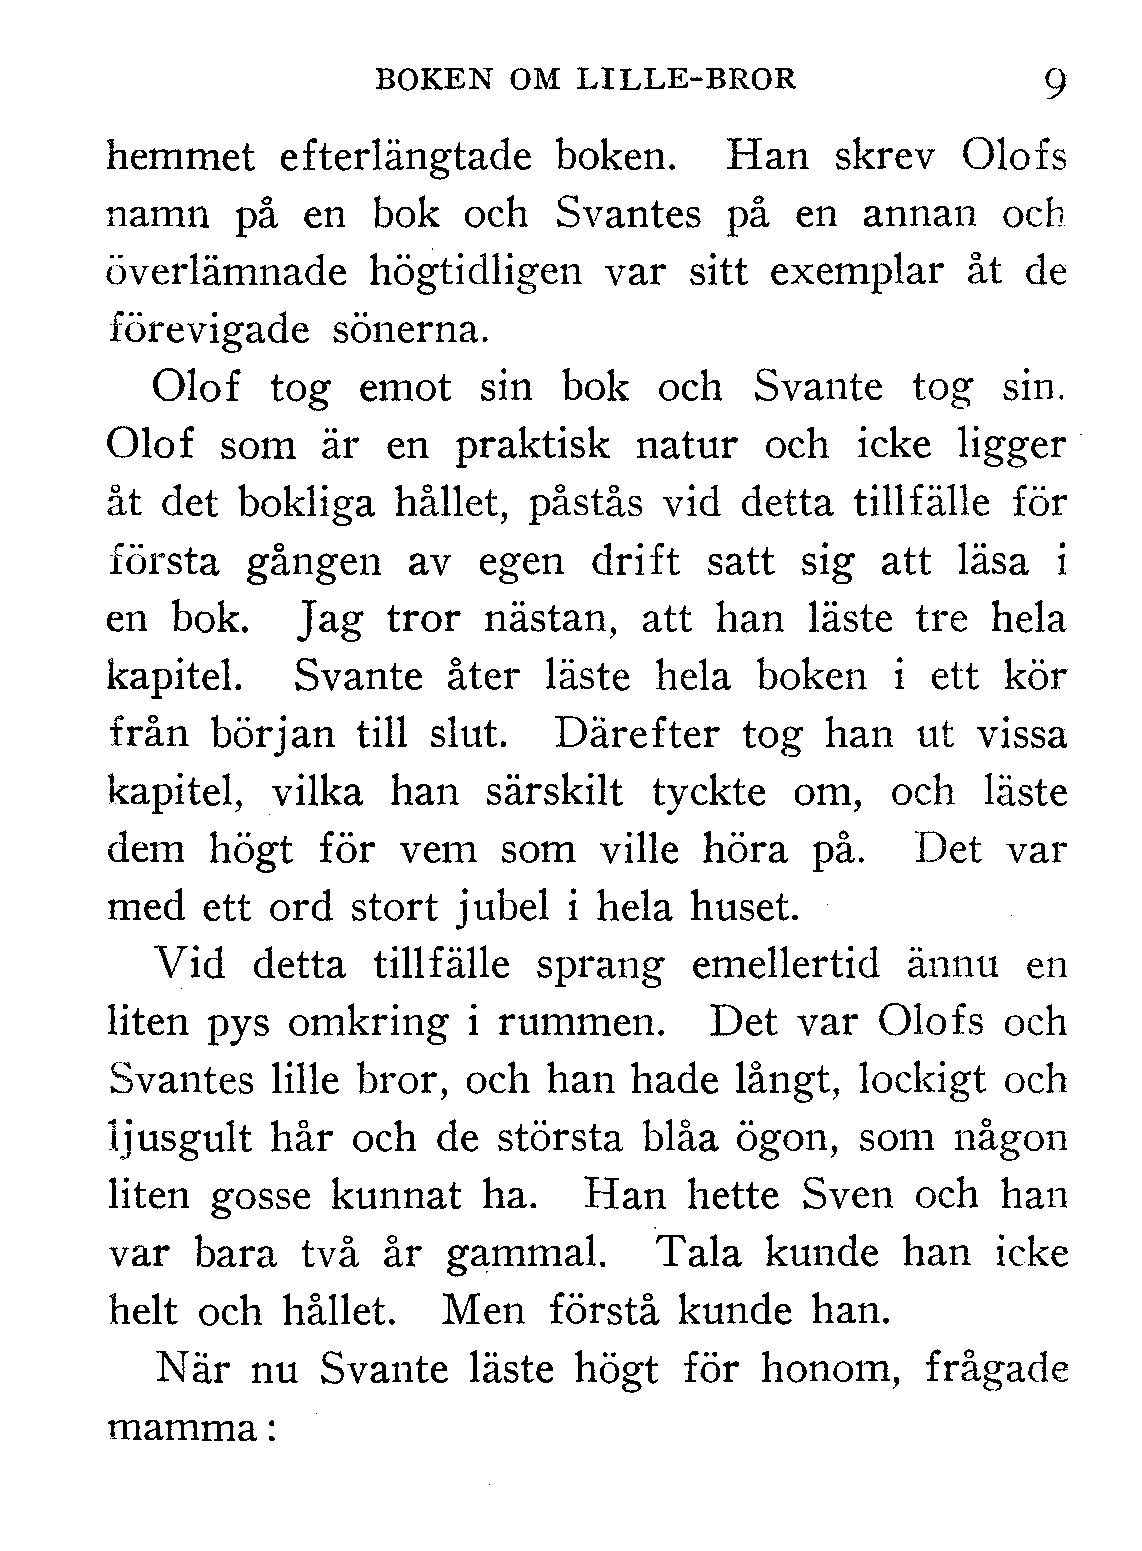 BOKEN OM LILLE-BROR 9
hemmet efterlängtade boken. Han skrev Olofs
namn på en bok och Svantes på en annan och
överlämnade högtidligen var sitt exemplar åt de
förevigade sönerna.
Olof tog emot sin bok och Svante tog sin.
Olof som är en praktisk natur och icke ligger
åt det bokliga hållet, påstås vid detta tillfälle för
första gången av egen drift satt sig att läsa i
en bok. Jag tror nästan, att han läste tre hela
kapitel. Svante åter läste hela boken i ett kör
från början till slut. Därefter tog han ut vissa
kapitel, vilka han särskilt tyckte om, och läste
dem högt för vem som ville höra på. Det var
med ett ord stort jubel i hela huset.
Vid detta tillfälle sprang emellertid ännu en
liten pys omkring i rummen. Det var Olofs och
Svantes lille bror, och han hade långt, lockigt och
ljusgult hår och de största blåa ögon, som någon
liten gosse kunnat ha. Han hette Sven och han
var bara två år gammal. Tala kunde han icke
helt och hållet. Men förstå kunde han.
När nu Svante läste högt för honom, frågade
mamma: